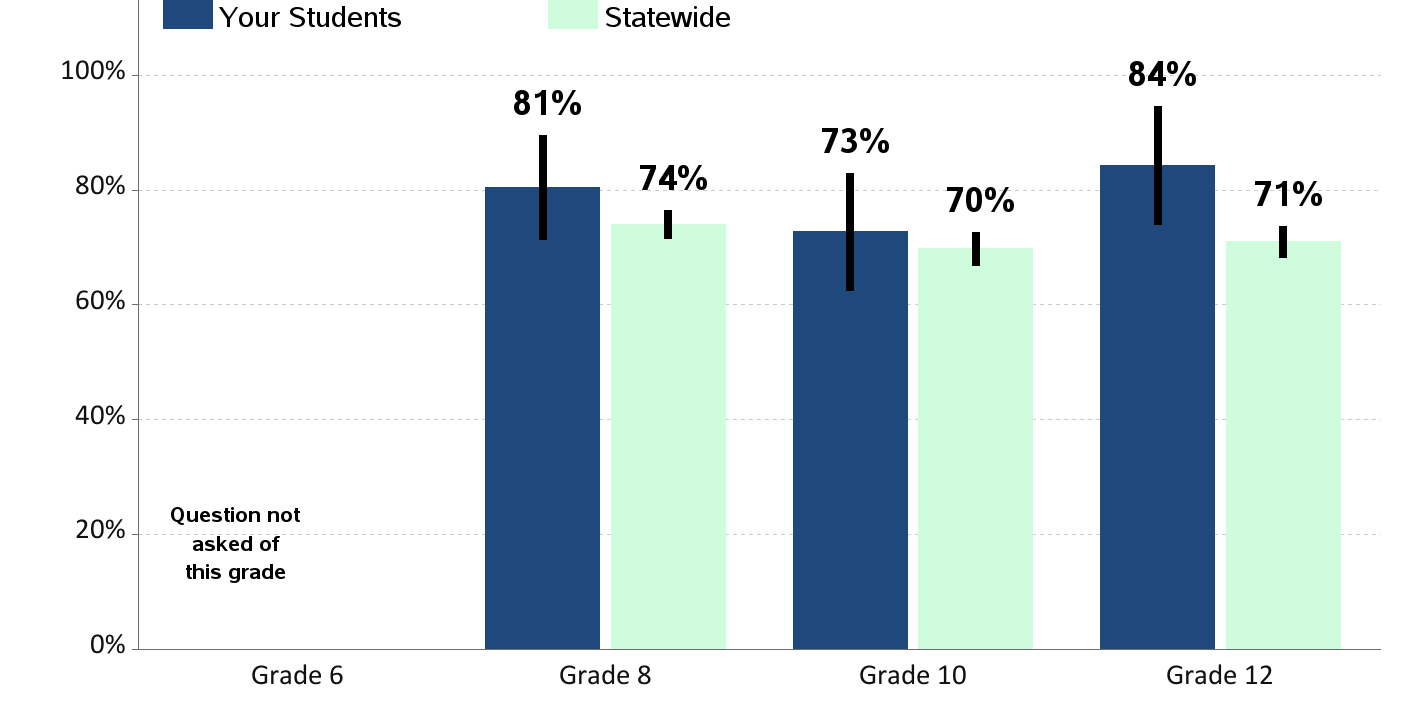 Your Students Statewide
100%
84%
81%
73%
80%
74%
71%
70%
60%
40%
Question not
20%
asked of
this grade
0%
Grade 6 Grade 8 Grade 10 Grade 12